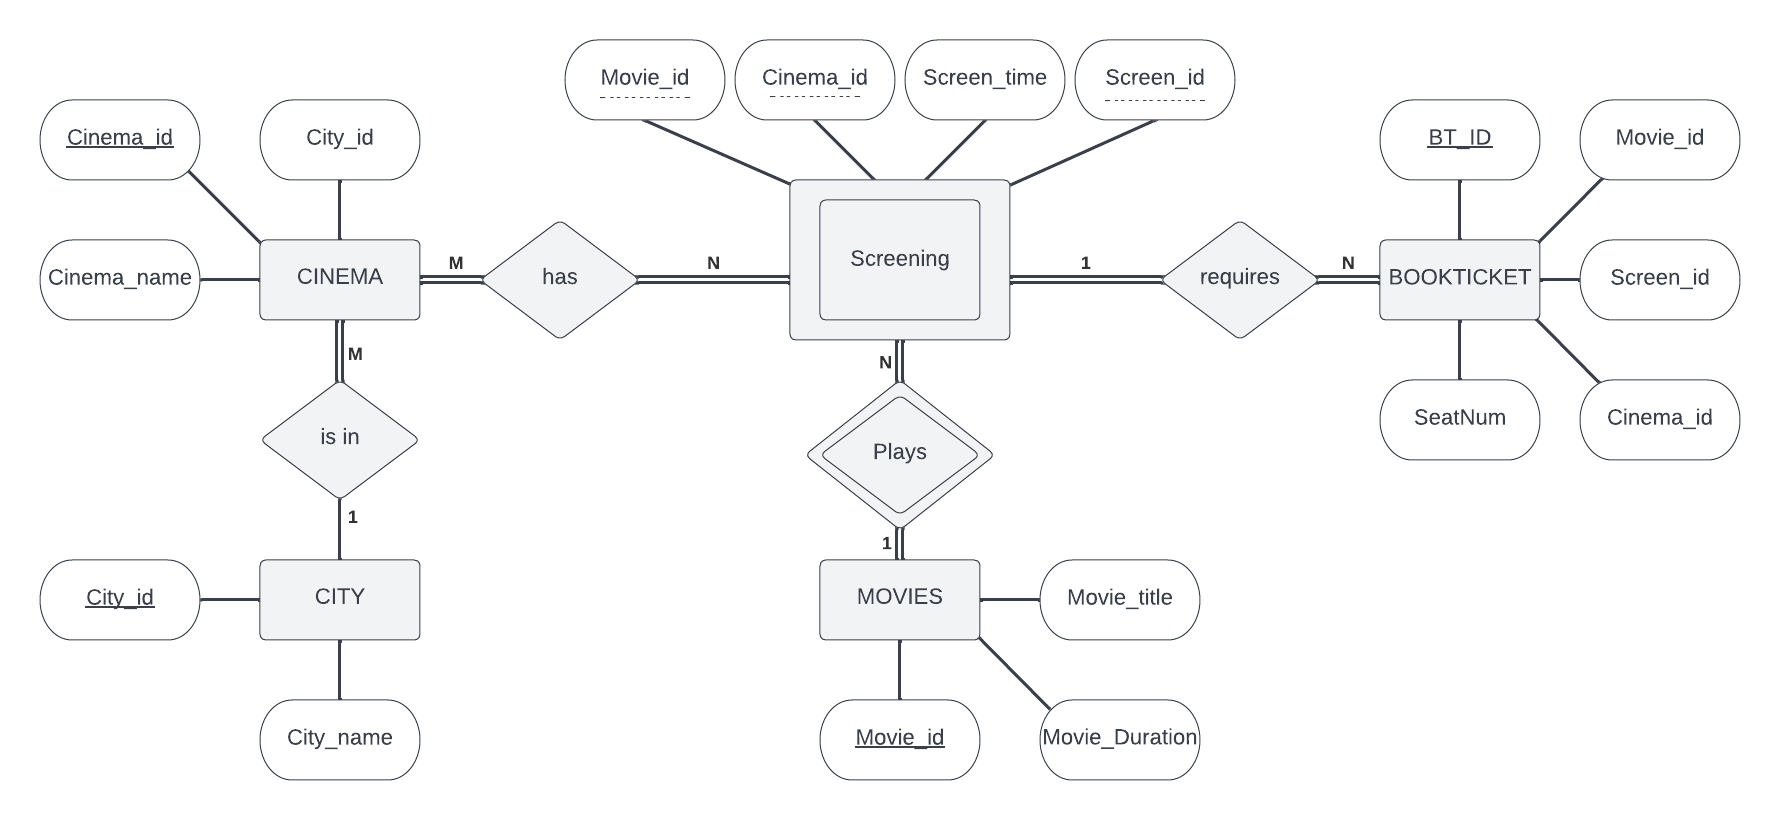 Movie_id
Cinema_id
Screen_time
Screen_id
Cinema_id
City_id
BT_ID
Movie_id
Cinema_name
CINEMA
M
has
N
Screening
1
requires
N
BOOKTICKET
Screen_id
M
N
is in
Plays
SeatNum
Cinema_id
1
1
City_id
CITY
MOVIES
Movie_title
City_name
Movie_id
Movie_Duration